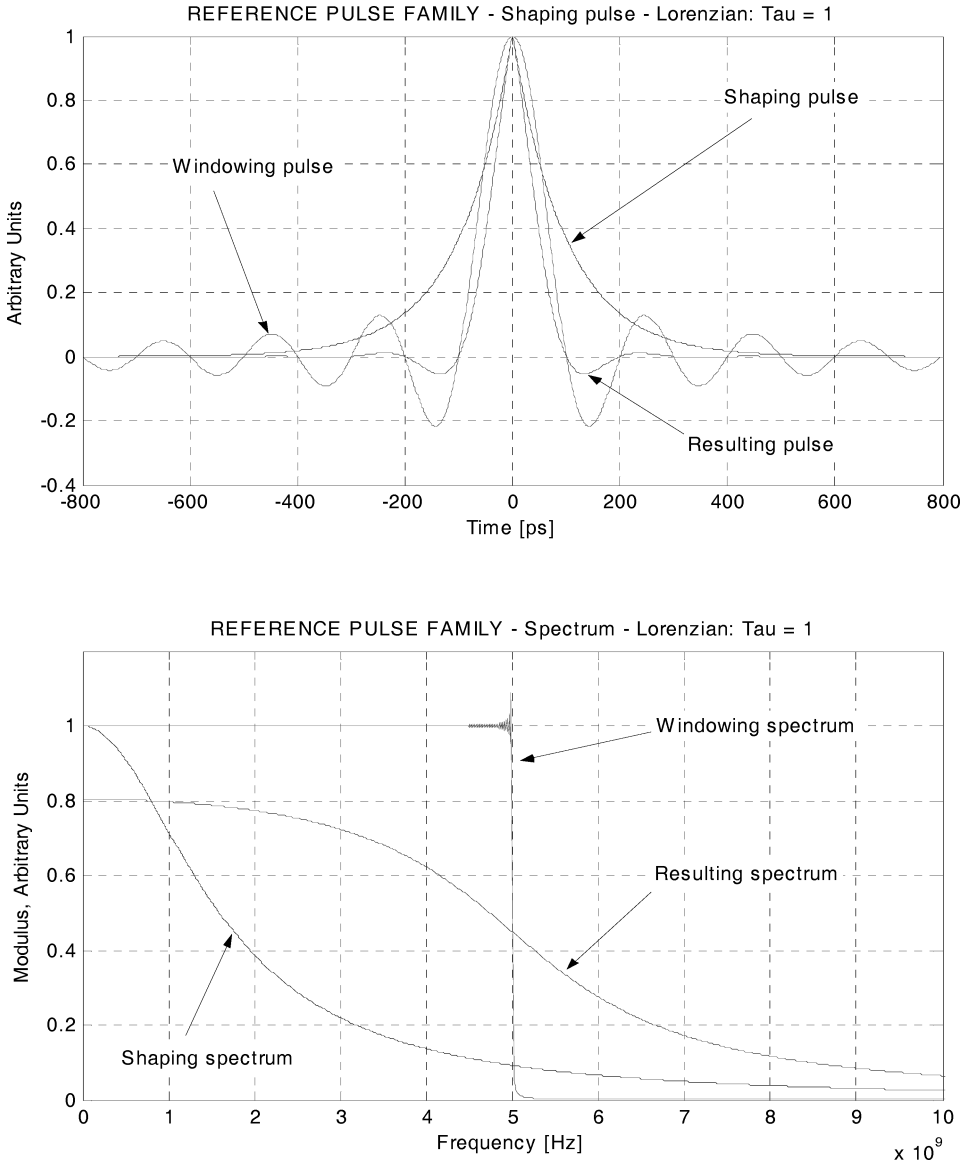 REFERENCE PULSE FAMILY - Shaping pulse - Lorenzian: Tau = 1
1
0.8
0.6
0.4
0.2
0
-0.2
-0.4
Arbitrary Units
Shaping pulse
Windowing pulse
Resulting pulse
-800 -600 -400 -200 0 200 400 600 800
Time [ps]
REFERENCE PULSE FAMILY - Spectrum - Lorenzian: Tau = 1
1
0.8
0.6
0.4
0.2
0
Modulus, Arbitrary Units
Windowing spectrum
Resulting spectrum
Shaping spectrum
0 1 2 3 4 5 6 7 8 9 10
Frequency [Hz]
x 10⁹